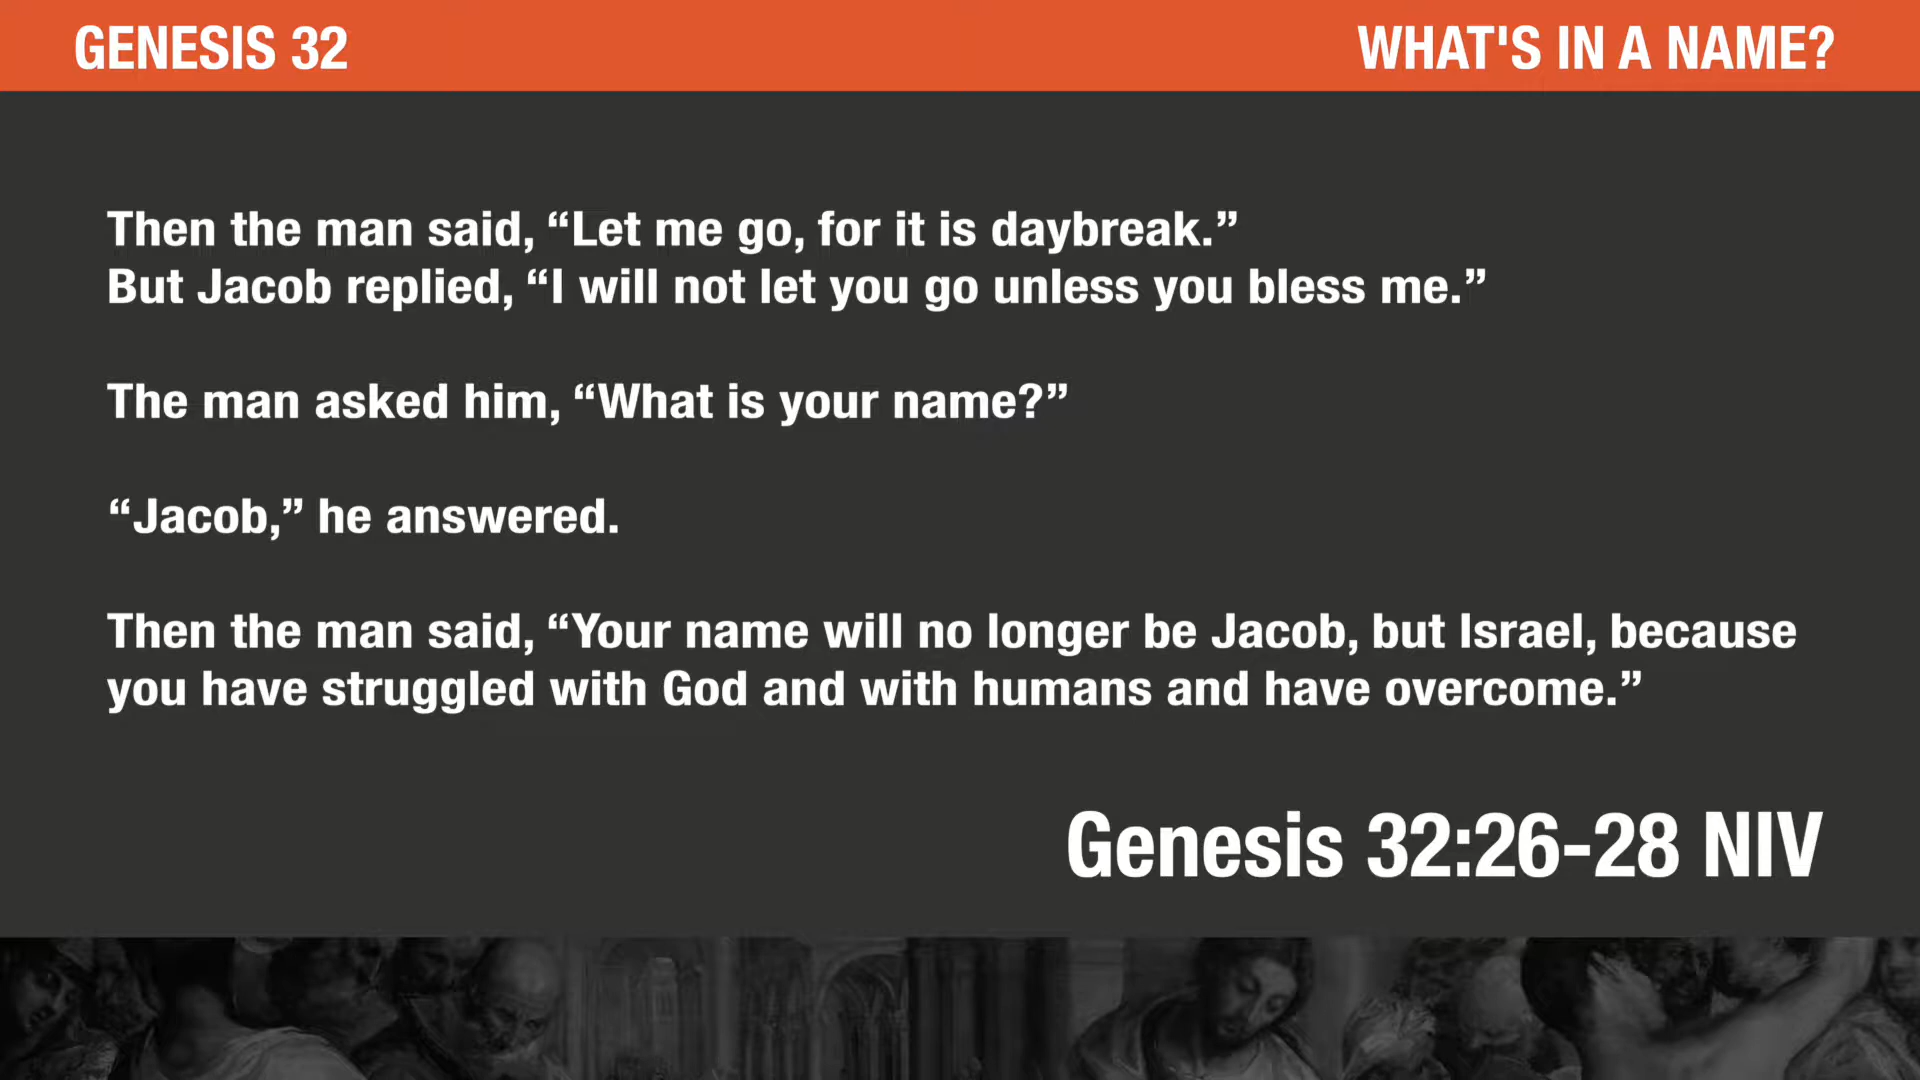 GENESIS 32
WHAT'S IN A NAME?
Then the man said, “Let me go, for it is daybreak.”
But Jacob replied, “I will not let you go unless you bless me.”
The man asked him, “What is your name?”
“Jacob,” he answered.
Then the man said, “Your name will no longer be Jacob, but Israel, because
you have struggled with God and with humans and have overcome.”
Genesis 32:26-28 NIV